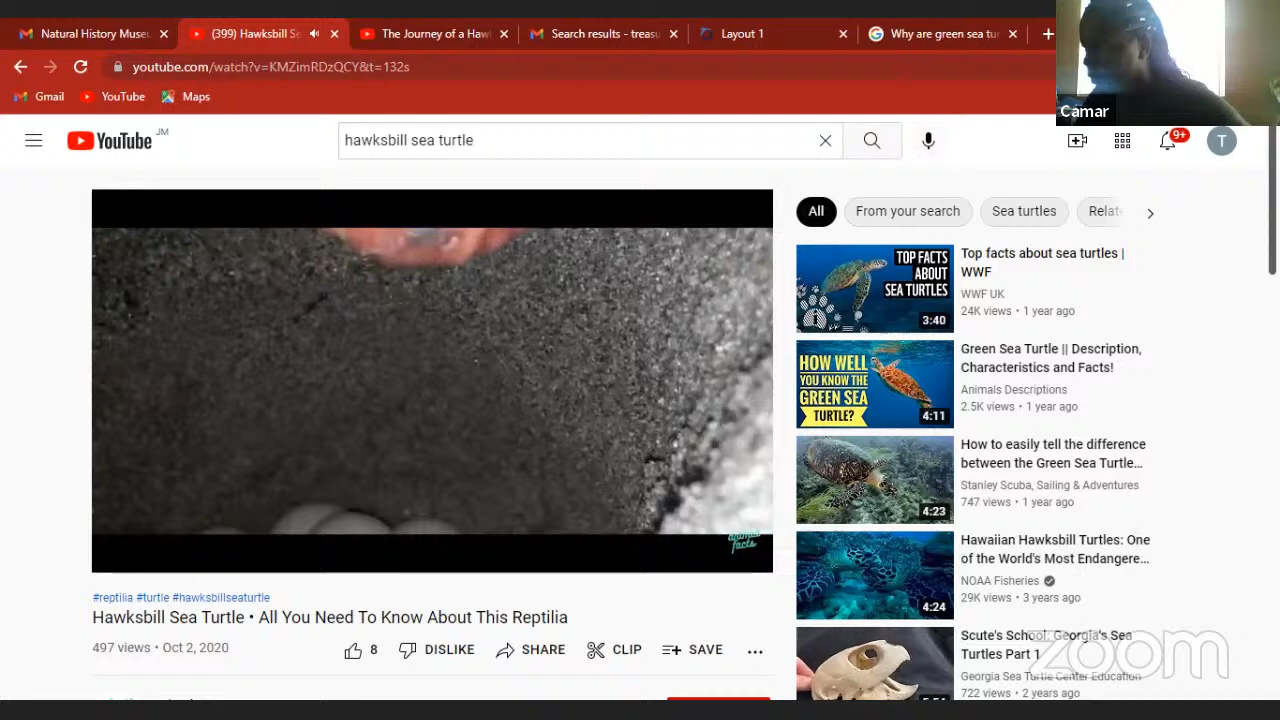 Natural History Museu
(399) Hawksbill Se
The Journey of a Haw
Search results - treasu
Layout 1
Why are green sea tur
youtube.com/watch?v=KMZimRDzQCY&t=132s
Gmail
YouTube
Maps
Camar
YouTube JM
hawksbill sea turtle
9+
T
All
From your search
Sea turtles
Relate
TOP FACTS
ABOUT
SEA TURTLES
3:40
Top facts about sea turtles |
WWF
WWF UK
24K views • 1 year ago
HOW WELL
YOU KNOW THE
GREEN SEA
TURTLE?
4:11
Green Sea Turtle || Description,
Characteristics and Facts!
Animals Descriptions
2.5K views • 1 year ago
4:23
How to easily tell the difference
between the Green Sea Turtle...
Stanley Scuba, Sailing & Adventures
747 views • 1 year ago
4:24
Hawaiian Hawksbill Turtles: One
of the World's Most Endangere...
NOAA Fisheries
29K views • 3 years ago
Scute's School: Georgia's Sea
Turtles Part 1
Georgia Sea Turtle Center Education
722 views • 2 years ago
animal
facts
#reptilia #turtle #hawksbillseaturtle
Hawksbill Sea Turtle • All You Need To Know About This Reptilia
497 views • Oct 2, 2020
8
DISLIKE
SHARE
CLIP
SAVE
zoom